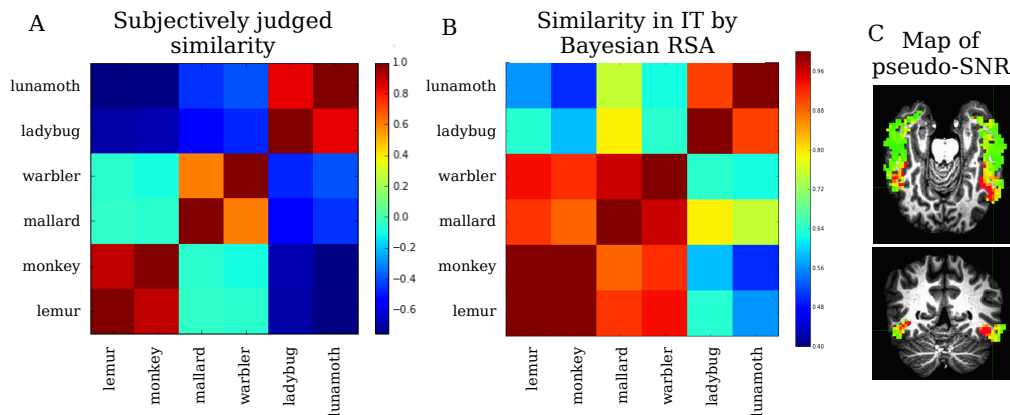 A
Subjectively judged
similarity
lunamoth
ladybug
warbler
mallard
monkey
lemur
lemur
monkey
mallard
warbler
ladybug
lunamoth
1.0
0.8
0.6
0.4
0.2
0.0
−0.2
−0.4
−0.6
B
Similarity in IT by
Bayesian RSA
lunamoth
ladybug
warbler
mallard
monkey
lemur
lemur
monkey
mallard
warbler
ladybug
lunamoth
0.96
0.88
0.80
0.72
0.64
0.56
0.48
0.40
C
Map of
pseudo-SNR